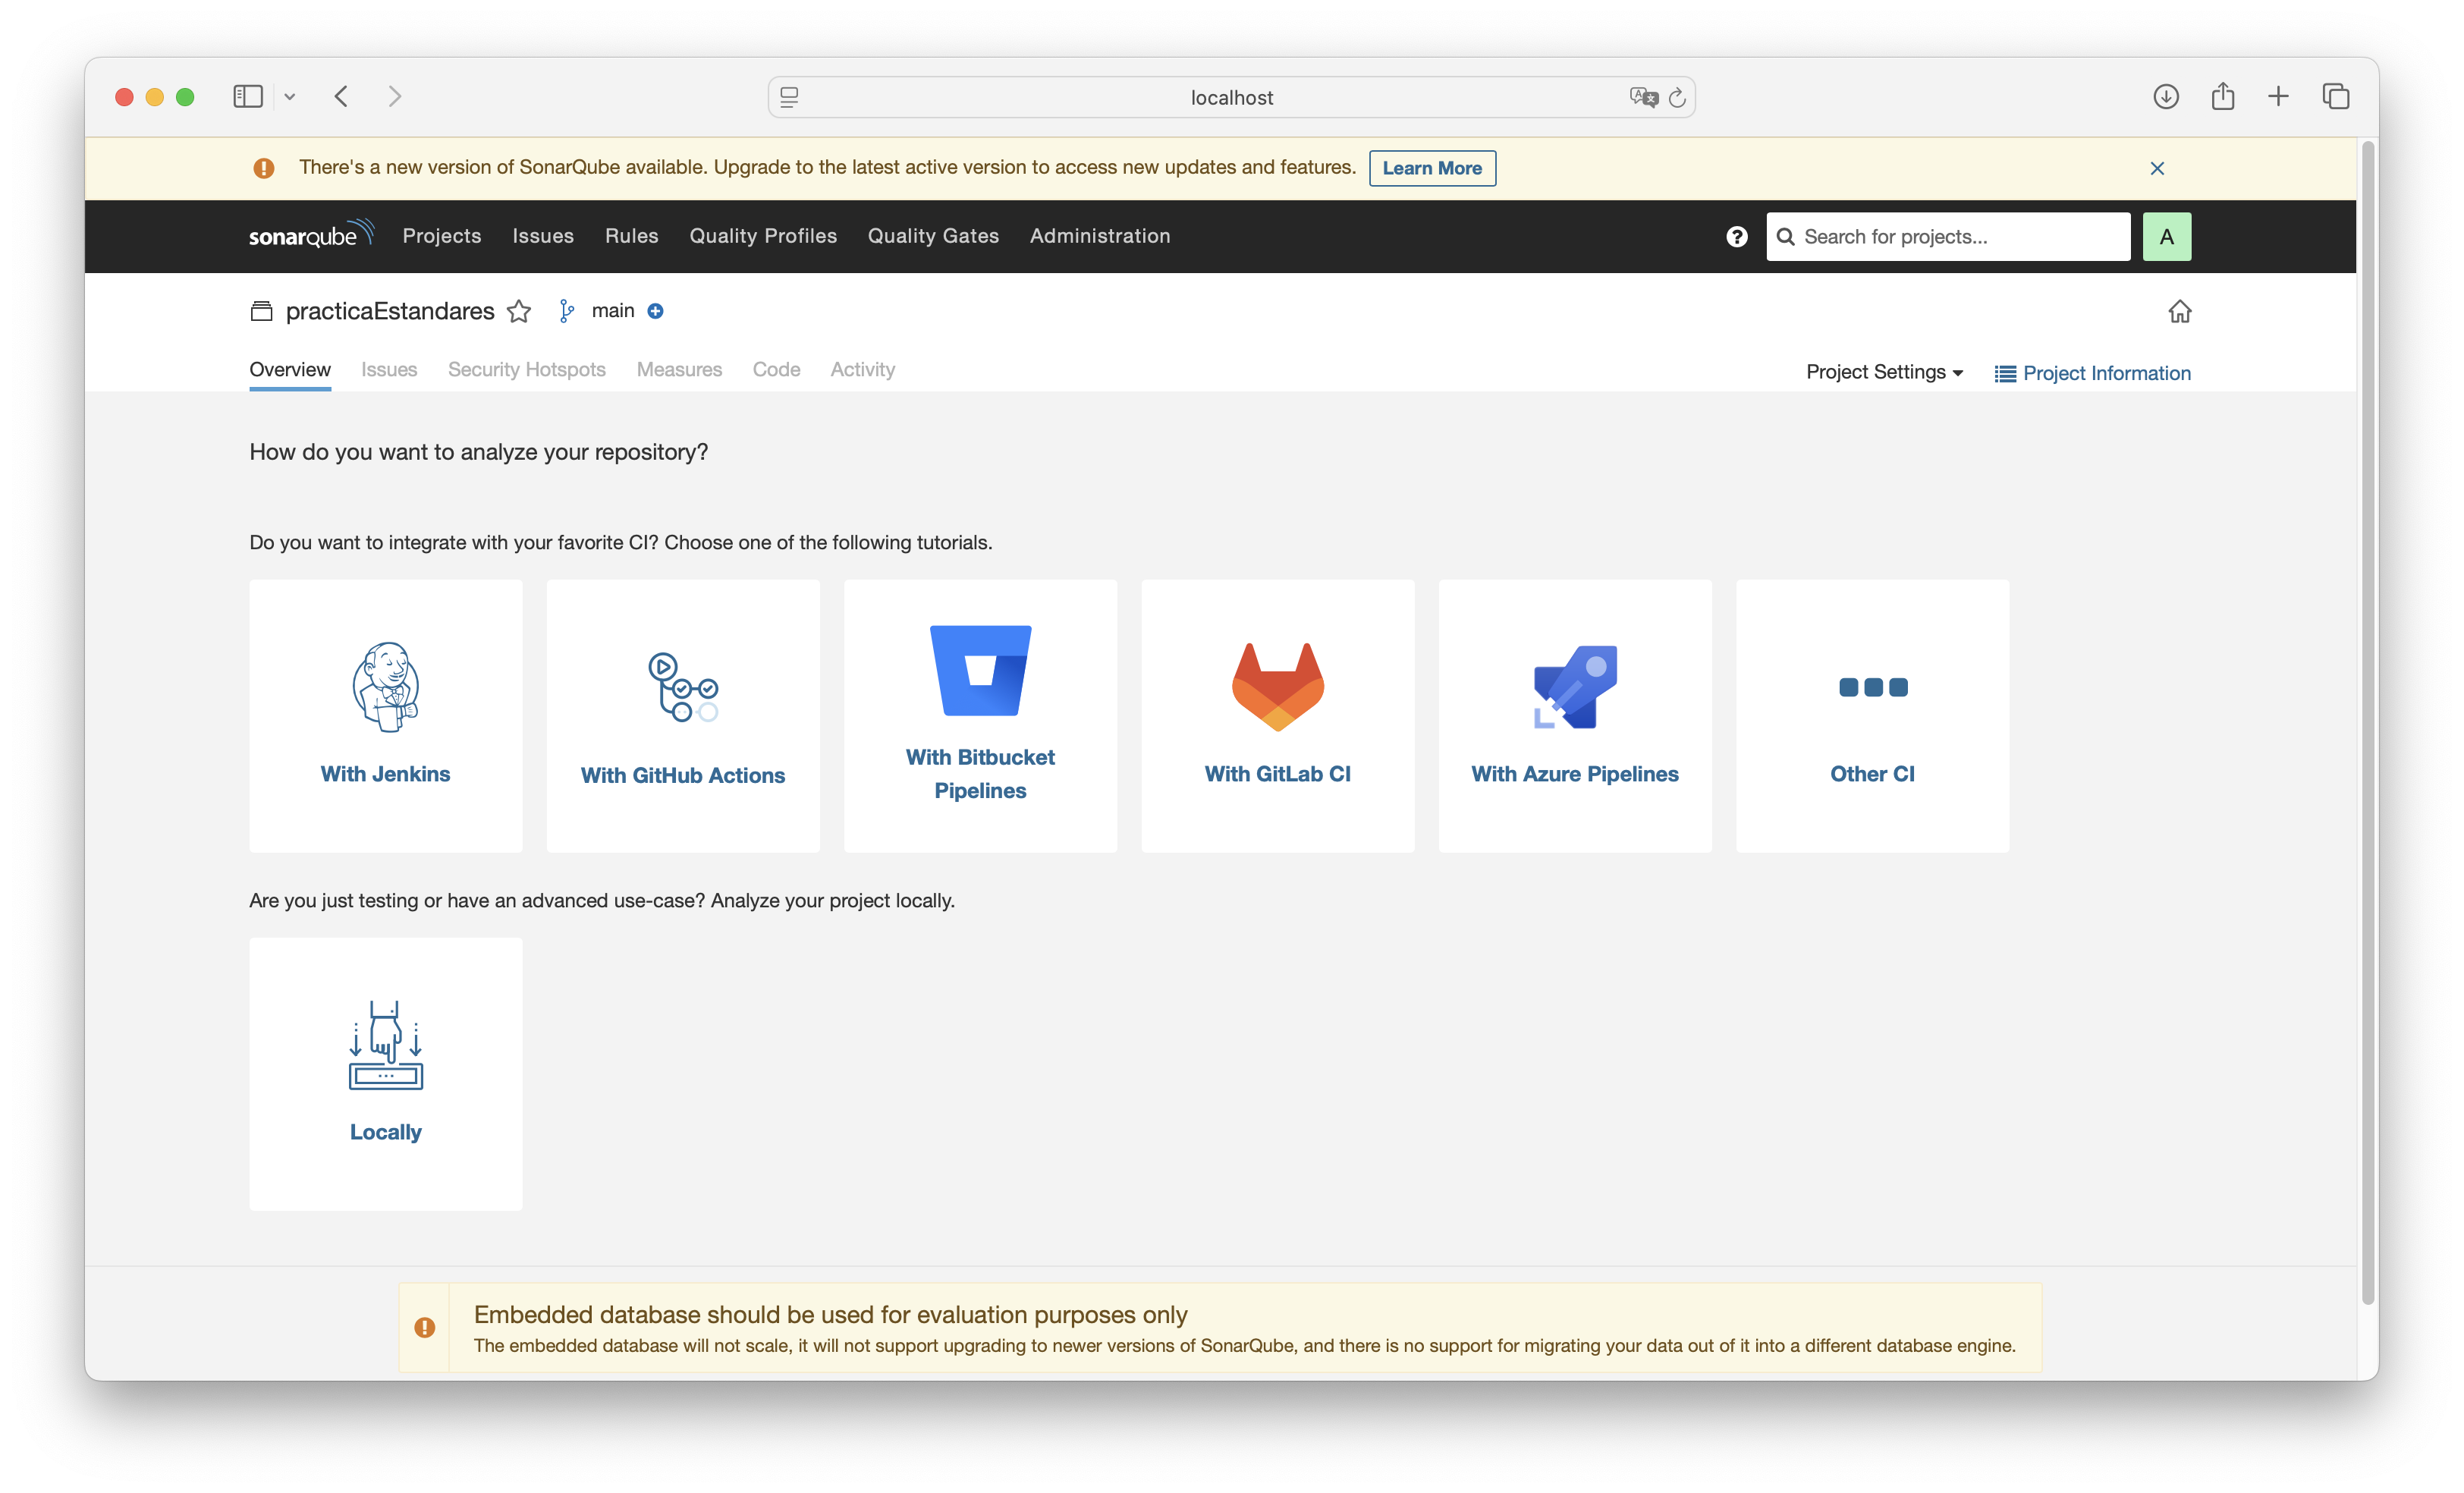 localhost
There's a new version of SonarQube available. Upgrade to the latest active version to access new updates and features. Learn More
sonarqube Projects Issues Rules Quality Profiles Quality Gates Administration ? Search for projects... A
practicaEstandares main
Overview Issues Security Hotspots Measures Code Activity Project Settings Project Information
How do you want to analyze your repository?
Do you want to integrate with your favorite CI? Choose one of the following tutorials.
With Jenkins
With GitHub Actions
With Bitbucket
Pipelines
With GitLab CI
With Azure Pipelines
Other CI
Are you just testing or have an advanced use-case? Analyze your project locally.
Locally
Embedded database should be used for evaluation purposes only
The embedded database will not scale, it will not support upgrading to newer versions of SonarQube, and there is no support for migrating your data out of it into a different database engine.